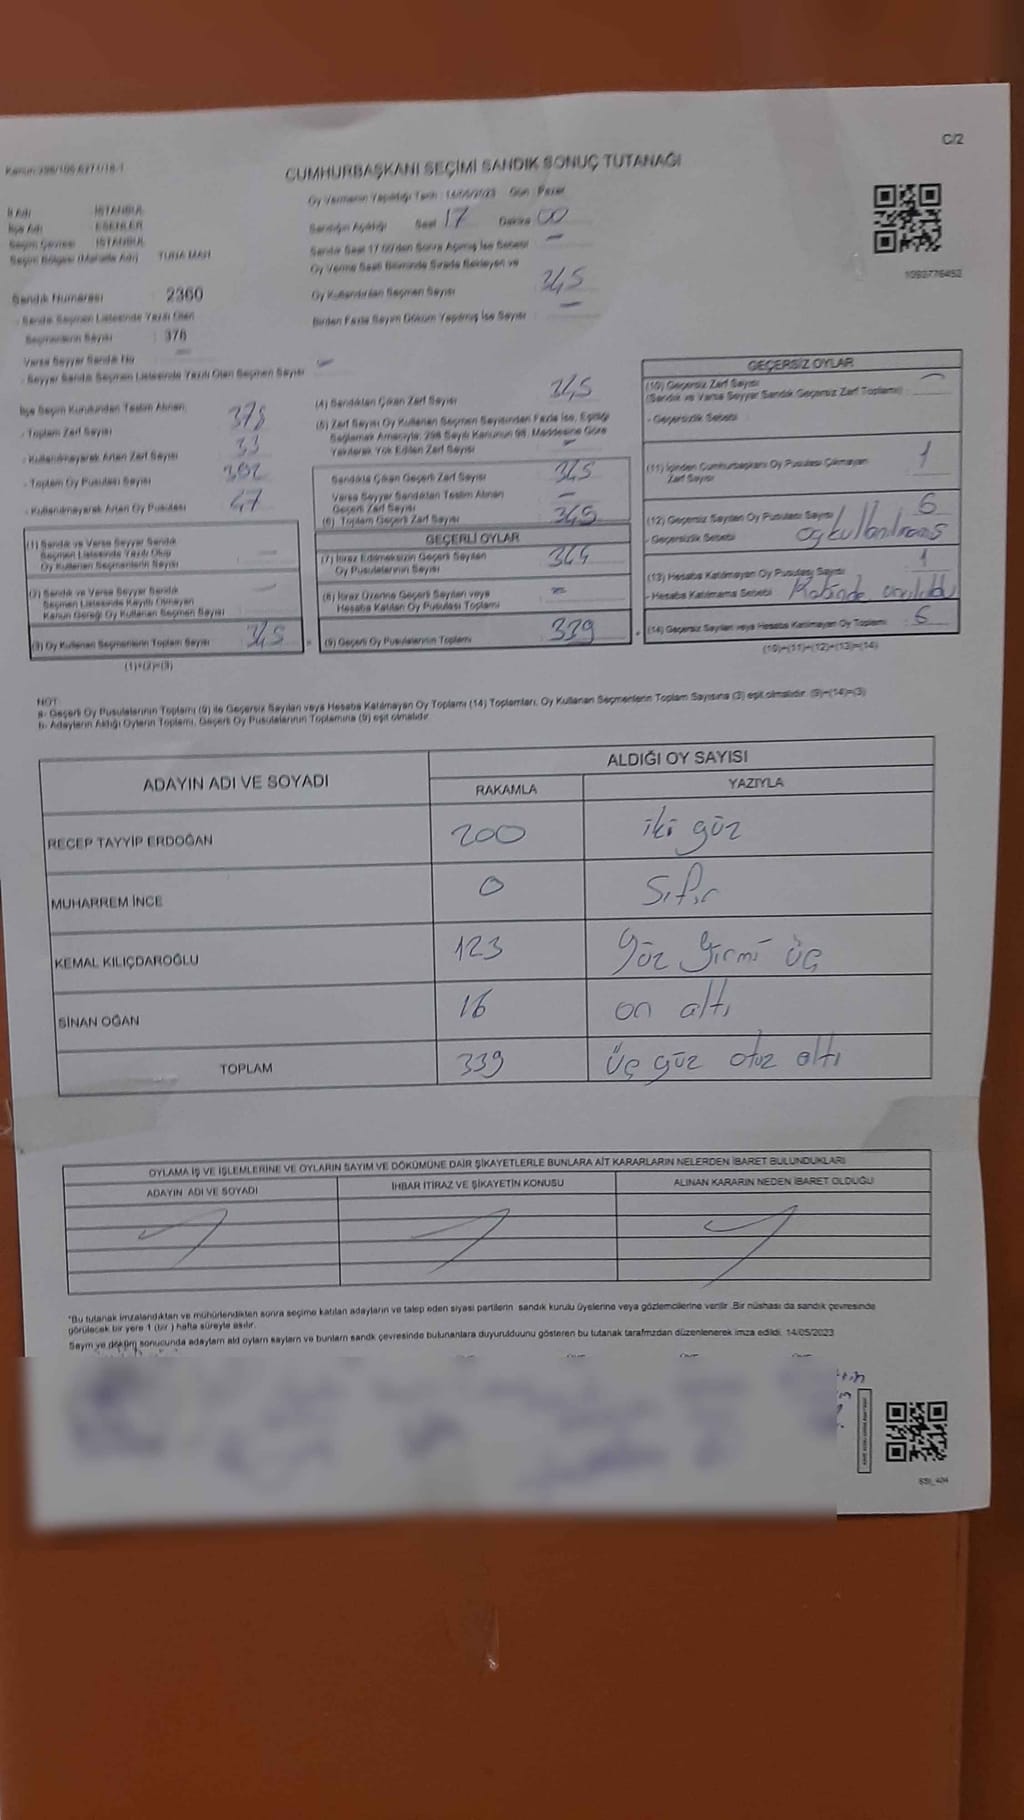 C/2
CUMHURBAŞKANI SEÇİMİ SANDIK SONUÇ TUTANAĞI
Oy Vermenin Yapıldığı Tarih : 14/05/2023 Gün : Pazar
İl Adı İSTANBUL
İlçe Adı ESENLER
Seçim Çevresi İSTANBUL
Seçim Bölgesi (Mahalle Adı) TUNA MAH
Sandığın Açıldığı Saat 17 Dakika 00
Sandık Saat 17:00'den Sonra Açılmış İse Sebebi -
Oy Verme Saati Bitiminde Sırada Bekleyen ve
Oy Kullandırılan Seçmen Sayısı 345
Birden Fazla Sayım Döküm Yapılmış İse Sayısı -
1093776452
Sandık Numarası 2360
- Sandık Seçmen Listesinde Yazılı Olan
Seçmenlerin Sayısı : 378
Varsa Seyyar Sandık No -
- Seyyar Sandık Seçmen Listesinde Yazılı Olan Seçmen Sayısı -
İlçe Seçim Kurulundan Teslim Alınan;
- Toplam Zarf Sayısı 378
- Kullanılmayarak Artan Zarf Sayısı 33
- Toplam Oy Pusulası Sayısı
- Kullanılmayarak Artan Oy Pusulası 47
(1) Sandık ve Varsa Seyyar Sandık
Seçmen Listesinde Yazılı Olup
Oy Kullanan Seçmenlerin Sayısı -
(2) Sandık ve Varsa Seyyar Sandık
Seçmen Listesinde Kayıtlı Olmayan
Kanun Gereği Oy Kullanan Seçmen Sayısı -
(3) Oy Kullanan Seçmenlerin Toplam Sayısı 345
(1)+(2)=(3)
(4) Sandıktan Çıkan Zarf Sayısı 345
(5) Zarf Sayısı Oy Kullanan Seçmen Sayısından Fazla İse, Eşitliği
Sağlamak Amacıyla; 298 Sayılı Kanunun 98. Maddesine Göre
Yakılarak Yok Edilen Zarf Sayısı -
Sandıkta Çıkan Geçerli Zarf Sayısı 345
Varsa Seyyar Sandıktan Teslim Alınan
Geçerli Zarf Sayısı -
(6) Toplam Geçerli Zarf Sayısı 345
GEÇERLİ OYLAR
(7) İtiraz Edilmeksizin Geçerli Sayılan
Oy Pusulalarının Sayısı
(8) İtiraz Üzerine Geçerli Sayılan veya
Hesaba Katılan Oy Pusulası Toplamı
(9) Geçerli Oy Pusulalarının Toplamı 339
GEÇERSİZ OYLAR
(10) Geçersiz Zarf Sayısı
(Sandık ve Varsa Seyyar Sandık Geçersiz Zarf Toplamı) -
- Geçersizlik Sebebi
(11) İçinden Cumhurbaşkanı Oy Pusulası Çıkmayan
Zarf Sayısı 1
(12) Geçersiz Sayılan Oy Pusulası Sayısı 6
- Geçersizlik Sebebi oy kullanılmamış
(13) Hesaba Katılmayan Oy Pusulası Sayısı 1
- Hesaba Katılmama Sebebi Kabinde
(14) Geçersiz Sayılan veya Hesaba Katılmayan Oy Toplamı 6
(10)+(11)+(12)+(13)=(14)
NOT:
a- Geçerli Oy Pusulalarının Toplamı (9) ile Geçersiz Sayılan veya Hesaba Katılmayan Oy Toplamı (14) Toplamları, Oy Kullanan Seçmenlerin Toplam Sayısına (3) eşit olmalıdır. (9)+(14)=(3)
b- Adayların Aldığı Oyların Toplamı, Geçerli Oy Pusulalarının Toplamına (9) eşit olmalıdır.
ADAYIN ADI VE SOYADI ALDIĞI OY SAYISI
RAKAMLA YAZIYLA
RECEP TAYYİP ERDOĞAN 200 iki yüz
MUHARREM İNCE 0 Sıfır
KEMAL KILIÇDAROĞLU 123 Yüz yirmi üç
SİNAN OĞAN 16 on altı
TOPLAM 339 üç yüz otuz altı
OYLAMA İŞ VE İŞLEMLERİNE VE OYLARIN SAYIM VE DÖKÜMÜNE DAİR ŞİKAYETLERLE BUNLARA AİT KARARLARIN NELERDEN İBARET BULUNDUKLARI
ADAYIN ADI VE SOYADI İHBAR İTİRAZ VE ŞİKAYETİN KONUSU ALINAN KARARIN NEDEN İBARET OLDUĞU
*Bu tutanak imzalandıktan ve mühürlendikten sonra seçime katılan adayların ve talep eden siyasi partilerin sandık kurulu üyelerine veya gözlemcilerine verilir .Bir nüshası da sandık çevresinde
görülecek bir yere 1 (bir ) hafta süreyle asılır.
Sayım ve döküm sonucunda adayların aldı oyların sayıların ve bunların sandık çevresinde bulunanlara duyurulduunu gösteren bu tutanak tarafmzdan düzenlenerek imza edildi. 14/05/2023